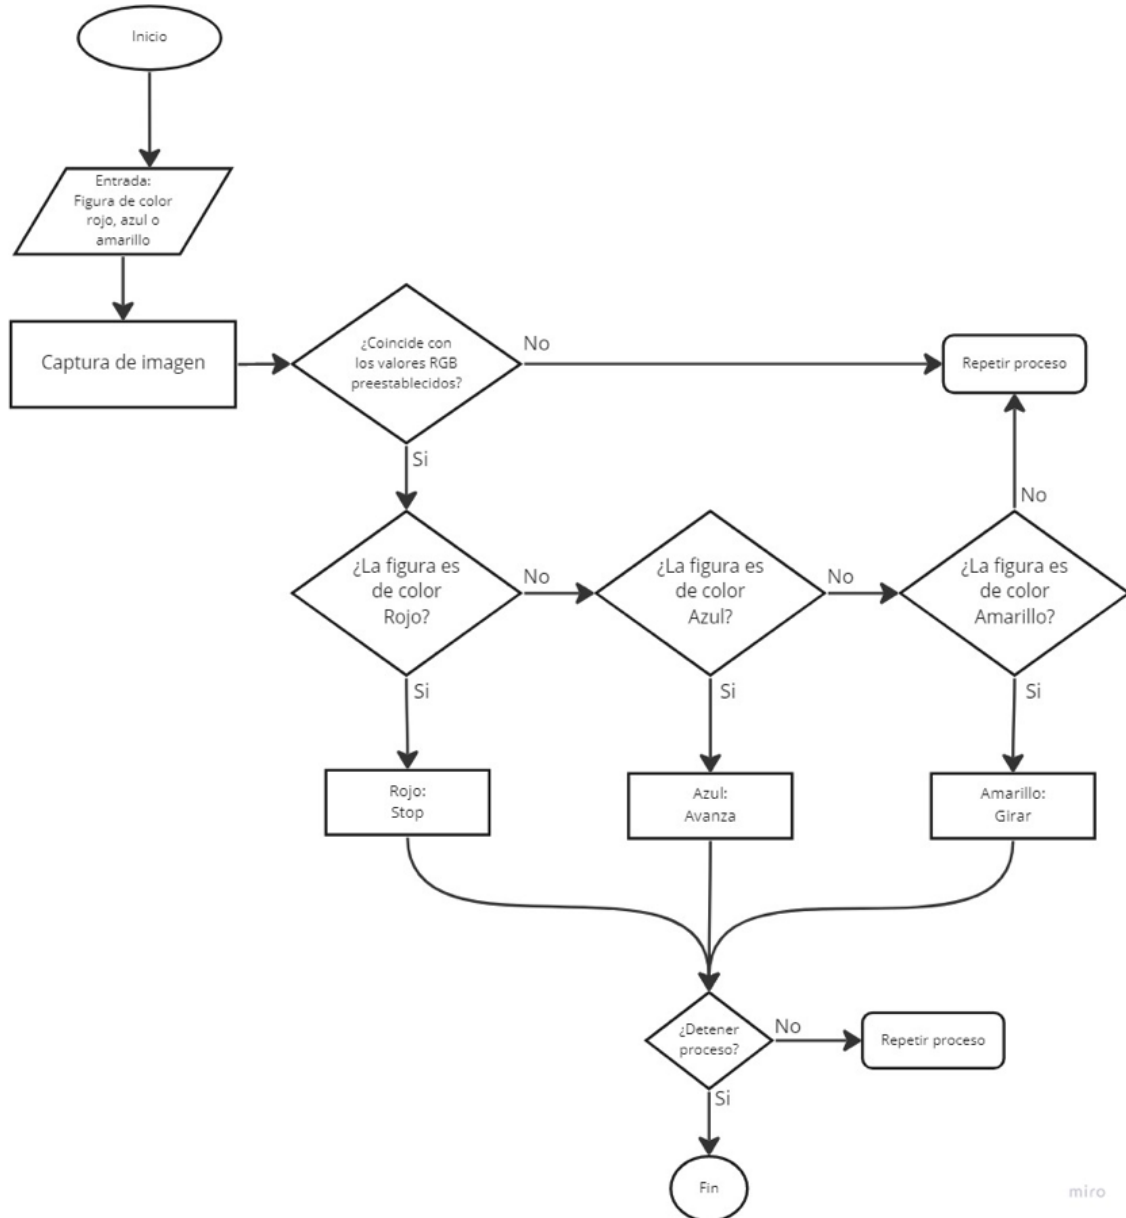 Inicio
Entrada:
Figura de color
rojo, azul o
amarillo
Captura de imagen
¿Coincide con
los valores RGB
preestablecidos?
No
Repetir proceso
Si
¿La figura es
de color
Rojo?
No
¿La figura es
de color
Azul?
No
¿La figura es
de color
Amarillo?
No
Si
Si
Si
Rojo:
Stop
Azul:
Avanza
Amarillo:
Girar
¿Detener
proceso?
No
Repetir proceso
Si
Fin
miro